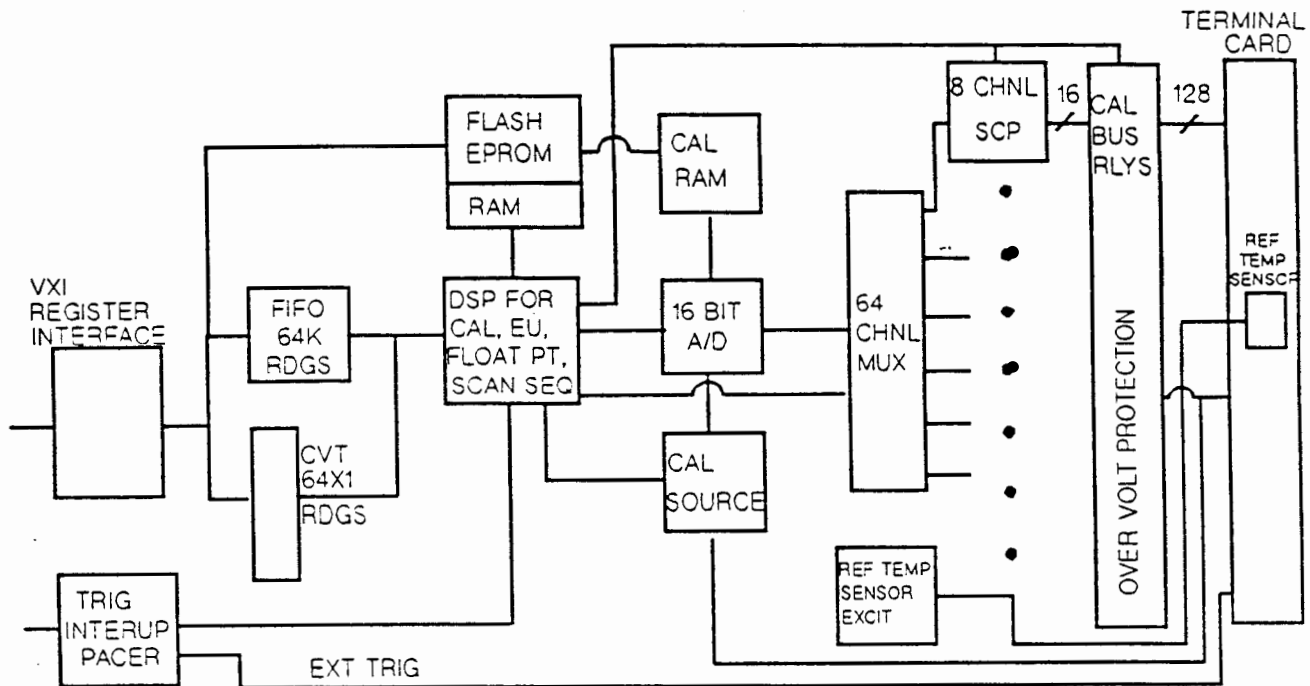 TERMINAL
CARD
8 CHNL
SCP
16
CAL
BUS
RLYS
128
FLASH
EPROM
CAL
RAM
RAM
REF
TEMP
SENSCR
VXI
REGISTER
INTERFACE
FIFO
64K
RDGS
DSP FOR
CAL, EU,
FLOAT PT,
SCAN SEQ
16 BIT
A/D
64
CHNL
MUX
CVT
64X1
RDGS
CAL
SOURCE
OVER VOLT PROTECTION
REF TEMP
SENSOR
EXCIT
TRIG
INTERUP
PACER
EXT TRIG